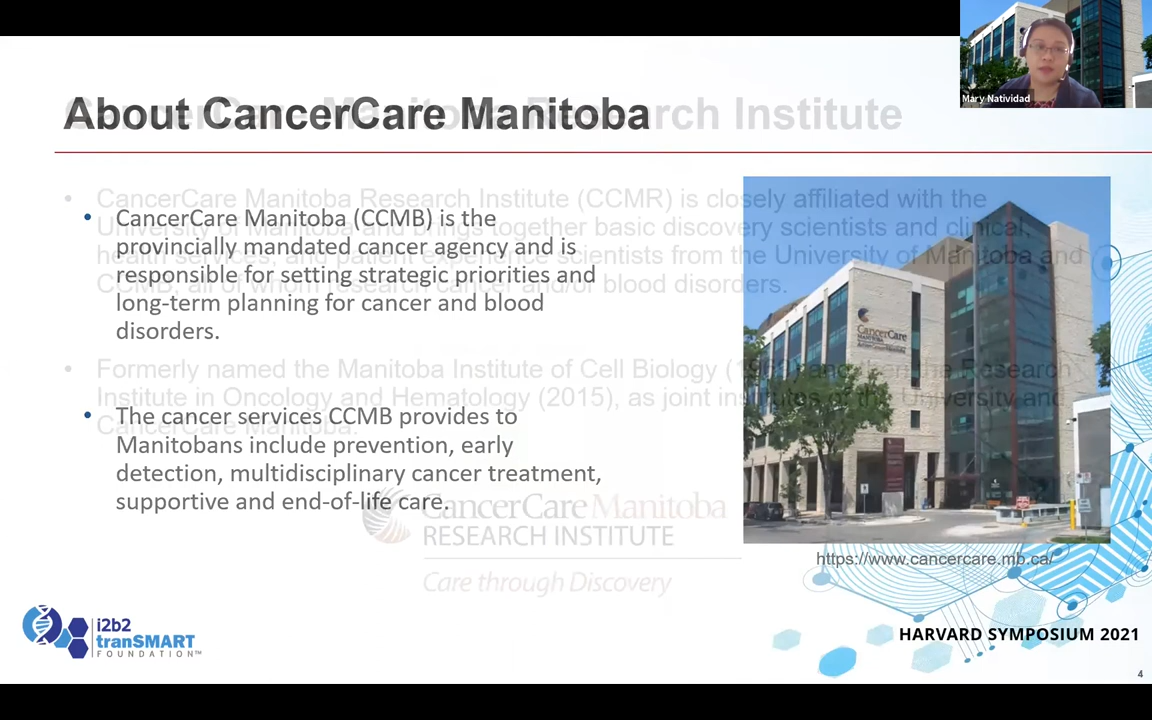 Mary Natividad
About CancerCare Manitoba
CancerCare Manitoba Research Institute
• CancerCare Manitoba (CCMB) is the
provincially mandated cancer agency and is
responsible for setting strategic priorities and
long-term planning for cancer and blood
disorders.
• The cancer services CCMB provides to
Manitobans include prevention, early
detection, multidisciplinary cancer treatment,
supportive and end-of-life care.
• CancerCare Manitoba Research Institute (CCMR) is closely affiliated with the
University of Manitoba and brings together basic discovery scientists and clinical,
health services, and patient experience scientists from the University of Manitoba and
CCMB, all of whom research cancer and/or blood disorders.
• Formerly named the Manitoba Institute of Cell Biology ( and then the Research
Institute in Oncology and Hematology (2015), as joint institutes of the University and
CancerCare Manitoba.
CancerCare Manitoba
RESEARCH INSTITUTE
Care through Discovery
CancerCare
MANITOBA
https://www.cancercare.mb.ca/
i2b2
tranSMART
FOUNDATION™
HARVARD SYMPOSIUM 2021
4